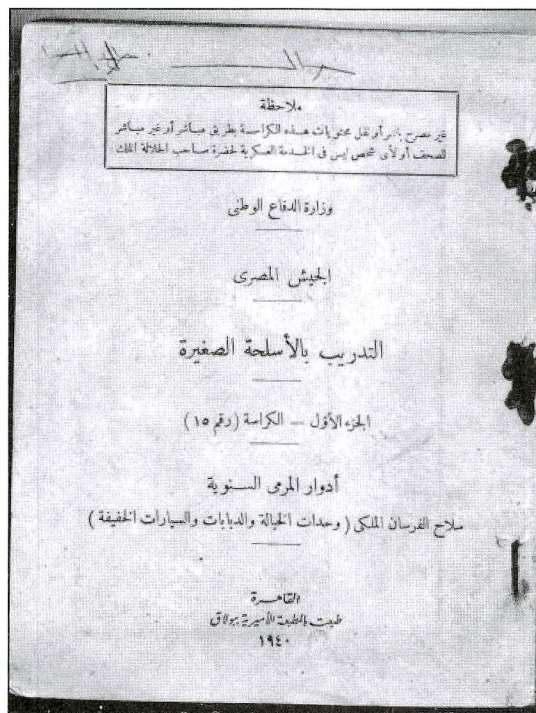 ملاحظة
غير مصرح بنشر أو نقل محتويات هذه الكراسة بطريق مباشر أو غير مباشر
للصحف أو لأى شخص ليس فى الخدمة العسكرية لحضرة صاحب الجلالة الملك
وزارة الدفاع الوطنى
الجيش المصرى
التدريب بالأسلحة الصغيرة
الجزء الأول — الكراسة (رقم ١٥)
أدوار المرمى السنوية
سلاح الفرسان الملكى (وحدات الخيالة والدبابات والسيارات الخفيفة)
القاهرة
طبعت بالمطبعة الأميرية ببولاق
١٩٤٠